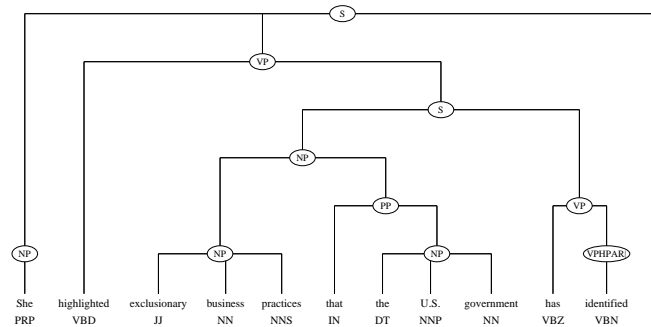 S
VP
S
NP
PP VP
NP NP NP VPHPAR
She highlighted exclusionary business practices that the U.S. government has identified
PRP VBD JJ NN NNS IN DT NNP NN VBZ VBN